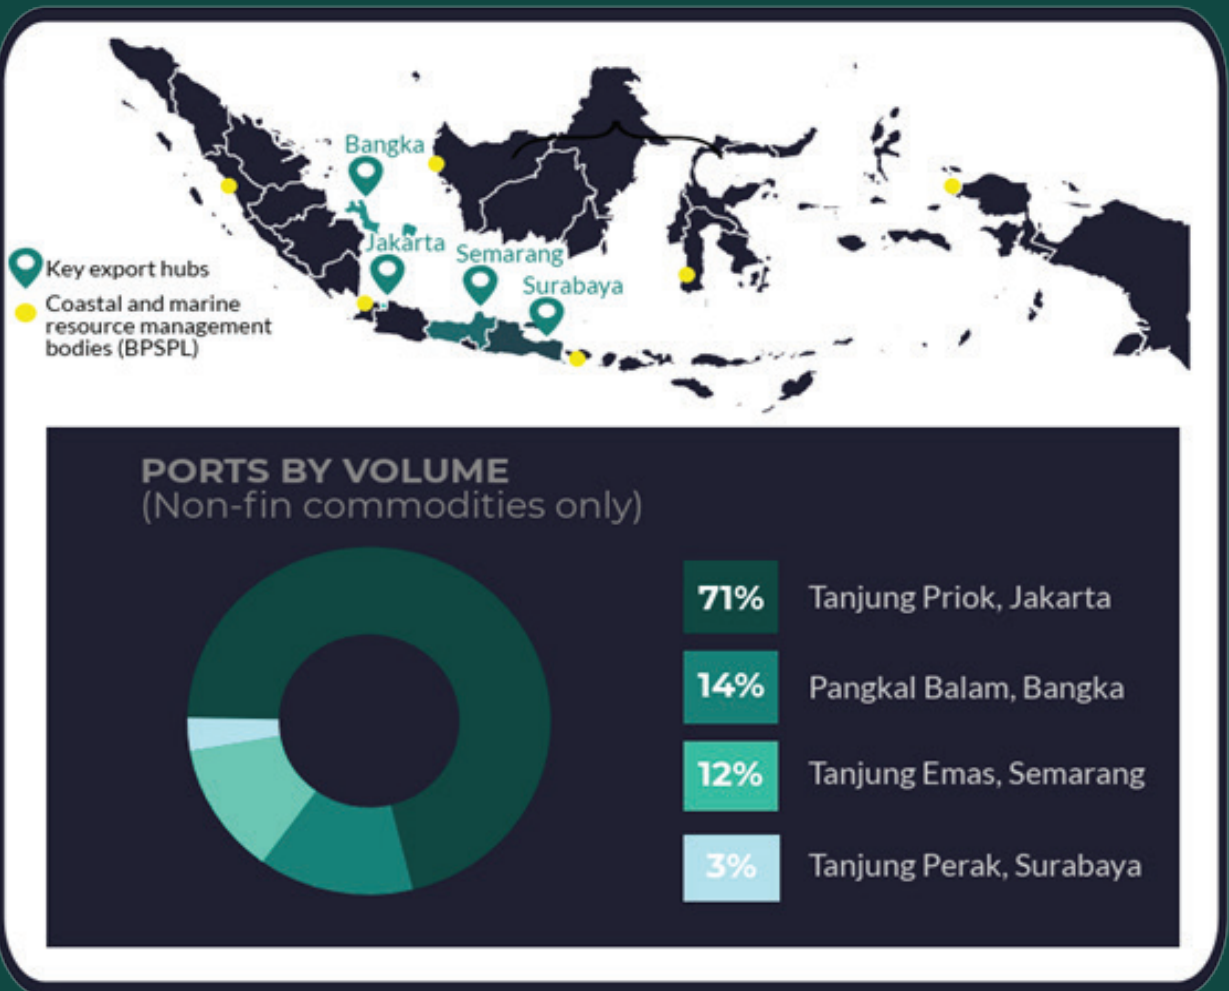 Bangka
Jakarta
Semarang
Surabaya
Key export hubs
Coastal and marine
resource management
bodies (BPSPL)
PORTS BY VOLUME
(Non-fin commodities only)
71% Tanjung Priok, Jakarta
14% Pangkal Balam, Bangka
12% Tanjung Emas, Semarang
3% Tanjung Perak, Surabaya